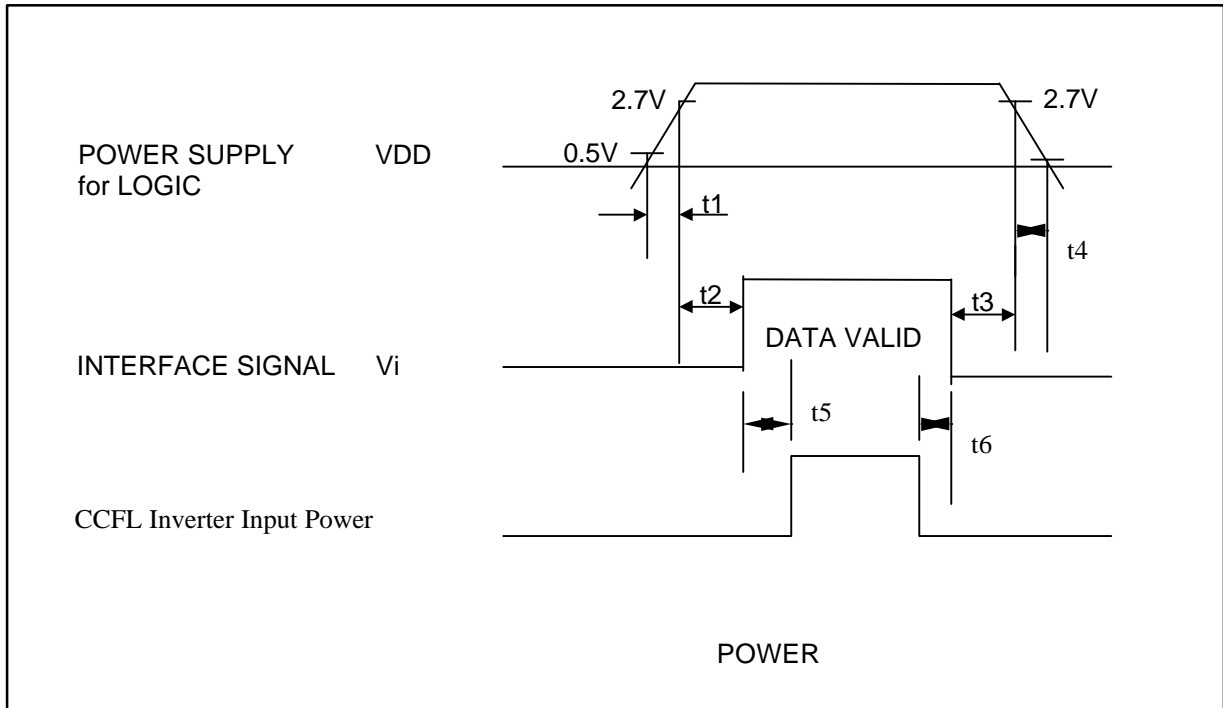 2.7V
2.7V
POWER SUPPLY VDD
for LOGIC
0.5V
t1
t4
t2
t3
DATA VALID
INTERFACE SIGNAL Vi
t5
t6
CCFL Inverter Input Power
POWER